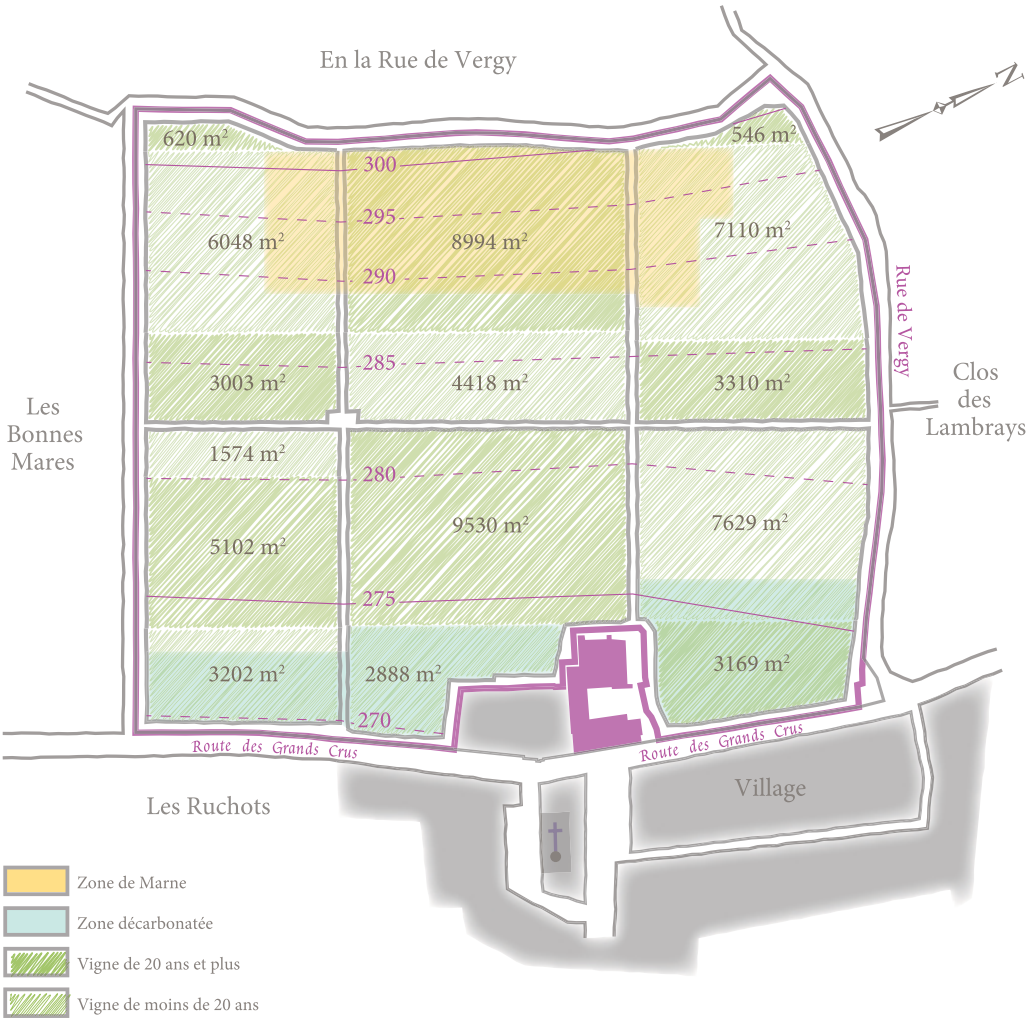 En la Rue de Vergy
N
620 m²
546 m²
300
295
6048 m²
8994 m²
7110 m²
290
Rue de Vergy
285
3003 m²
4418 m²
3310 m²
Clos
des
Lambrays
Les
Bonnes
Mares
1574 m²
280
9530 m²
7629 m²
5102 m²
275
3202 m²
2888 m²
3169 m²
270
Route des Grands Crus
Route des Grands Crus
Village
Les Ruchots
Zone de Marne
Zone décarbonatée
Vigne de 20 ans et plus
Vigne de moins de 20 ans